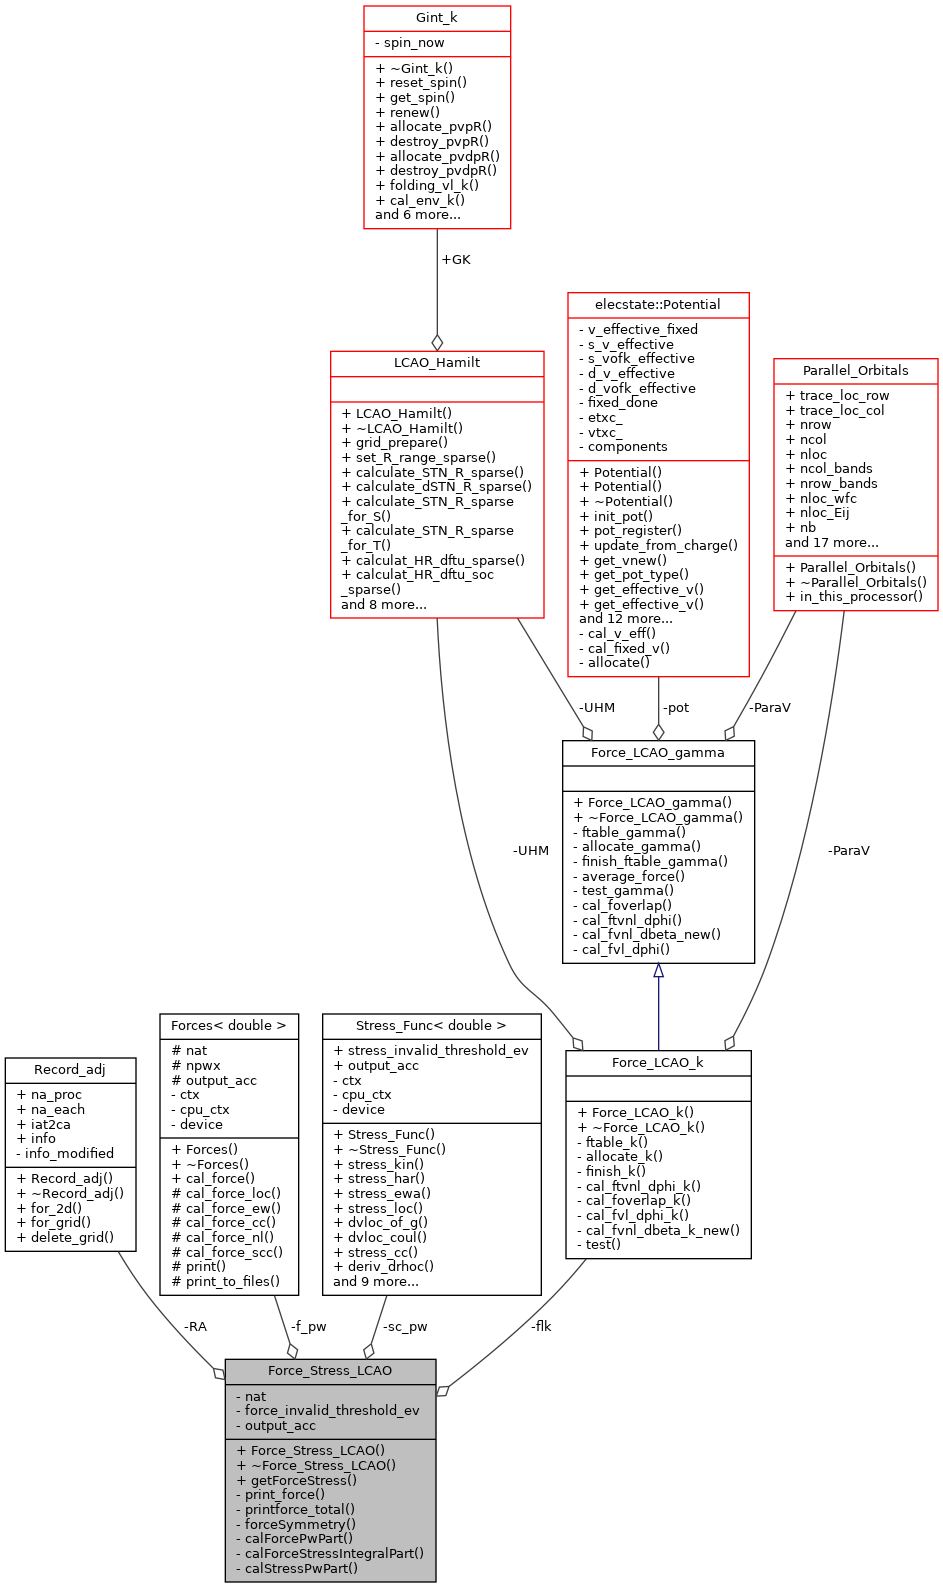 Gint_k
- spin_now
+ ~Gint_k()
+ reset_spin()
+ get_spin()
+ renew()
+ allocate_pvpR()
+ destroy_pvpR()
+ allocate_pvdpR()
+ destroy_pvdpR()
+ folding_vl_k()
+ cal_env_k()
and 6 more...
+GK
LCAO_Hamilt
+ LCAO_Hamilt()
+ ~LCAO_Hamilt()
+ grid_prepare()
+ set_R_range_sparse()
+ calculate_STN_R_sparse()
+ calculate_dSTN_R_sparse()
+ calculate_STN_R_sparse
_for_S()
+ calculate_STN_R_sparse
_for_T()
+ calculat_HR_dftu_sparse()
+ calculat_HR_dftu_soc
_sparse()
and 8 more...
elecstate::Potential
- v_effective_fixed
- s_v_effective
- s_vofk_effective
- d_v_effective
- d_vofk_effective
- fixed_done
- etxc_
- vtxc_
- components
+ Potential()
+ Potential()
+ ~Potential()
+ init_pot()
+ pot_register()
+ update_from_charge()
+ get_vnew()
+ get_pot_type()
+ get_effective_v()
+ get_effective_v()
and 12 more...
- cal_v_eff()
- cal_fixed_v()
- allocate()
Parallel_Orbitals
+ trace_loc_row
+ trace_loc_col
+ nrow
+ ncol
+ nloc
+ ncol_bands
+ nrow_bands
+ nloc_wfc
+ nloc_Eij
+ nb
and 17 more...
+ Parallel_Orbitals()
+ ~Parallel_Orbitals()
+ in_this_processor()
-UHM
-pot
-ParaV
Force_LCAO_gamma
+ Force_LCAO_gamma()
+ ~Force_LCAO_gamma()
- ftable_gamma()
- allocate_gamma()
- finish_ftable_gamma()
- average_force()
- test_gamma()
- cal_foverlap()
- cal_ftvnl_dphi()
- cal_fvnl_dbeta_new()
- cal_fvl_dphi()
-UHM
-ParaV
Record_adj
+ na_proc
+ na_each
+ iat2ca
+ info
- info_modified
+ Record_adj()
+ ~Record_adj()
+ for_2d()
+ for_grid()
+ delete_grid()
Forces< double >
# nat
# npwx
# output_acc
- ctx
- cpu_ctx
- device
+ Forces()
+ ~Forces()
+ cal_force()
# cal_force_loc()
# cal_force_ew()
# cal_force_cc()
# cal_force_nl()
# cal_force_scc()
# print()
# print_to_files()
Stress_Func< double >
+ stress_invalid_threshold_ev
+ output_acc
- ctx
- cpu_ctx
- device
+ Stress_Func()
+ ~Stress_Func()
+ stress_kin()
+ stress_har()
+ stress_ewa()
+ stress_loc()
+ dvloc_of_g()
+ dvloc_coul()
+ stress_cc()
+ deriv_drhoc()
and 9 more...
Force_LCAO_k
+ Force_LCAO_k()
+ ~Force_LCAO_k()
- ftable_k()
- allocate_k()
- finish_k()
- cal_ftvnl_dphi_k()
- cal_foverlap_k()
- cal_fvl_dphi_k()
- cal_fvnl_dbeta_k_new()
- test()
-RA
-f_pw
-sc_pw
-flk
Force_Stress_LCAO
- nat
- force_invalid_threshold_ev
- output_acc
+ Force_Stress_LCAO()
+ ~Force_Stress_LCAO()
+ getForceStress()
- print_force()
- printforce_total()
- forceSymmetry()
- calForcePwPart()
- calForceStressIntegralPart()
- calStressPwPart()